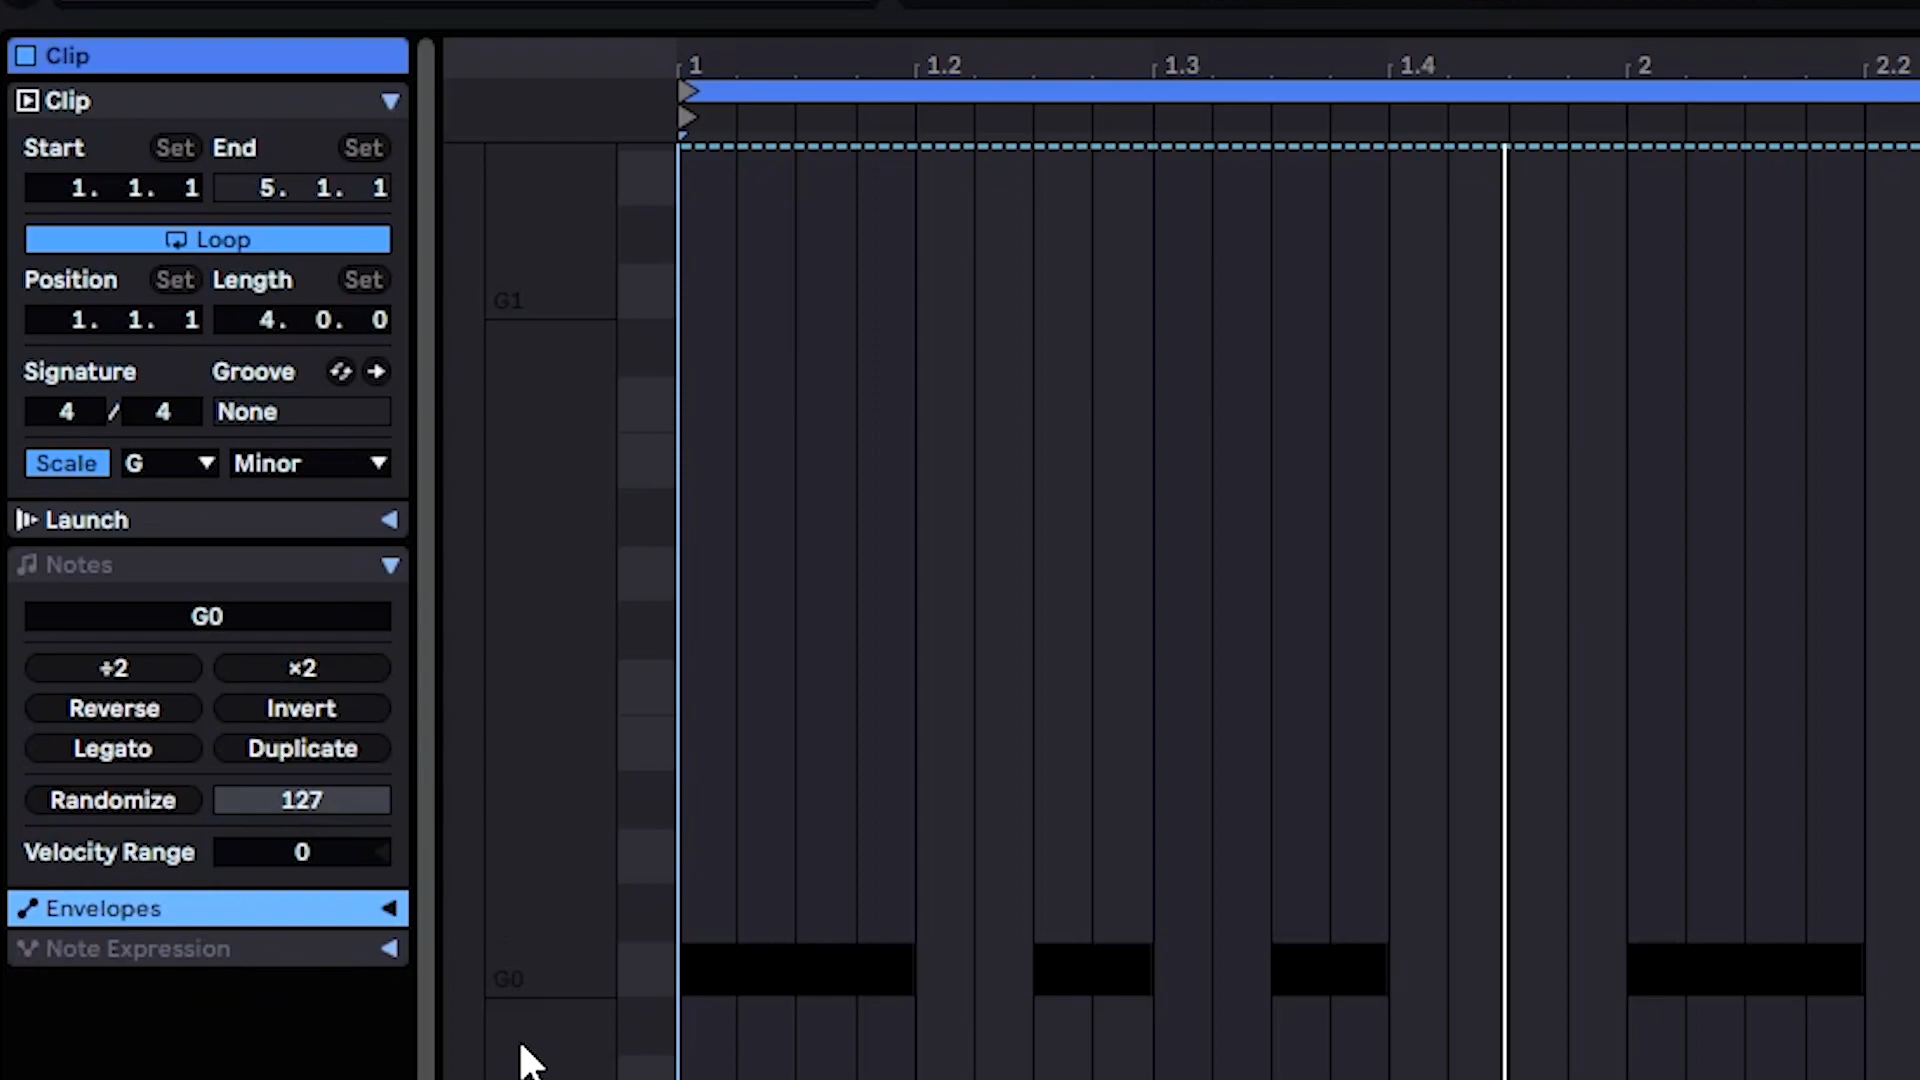 Clip
Clip
Start Set End Set
1. 1. 1 5. 1. 1
Loop
Position Set Length Set
1. 1. 1 4. 0. 0
Signature Groove
4 / 4 None
Scale G Minor
Launch
Notes
G0
÷2 ×2
Reverse Invert
Legato Duplicate
Randomize 127
Velocity Range 0
Envelopes
Note Expression
1 1.2 1.3 1.4 2 2.2
G1
G0